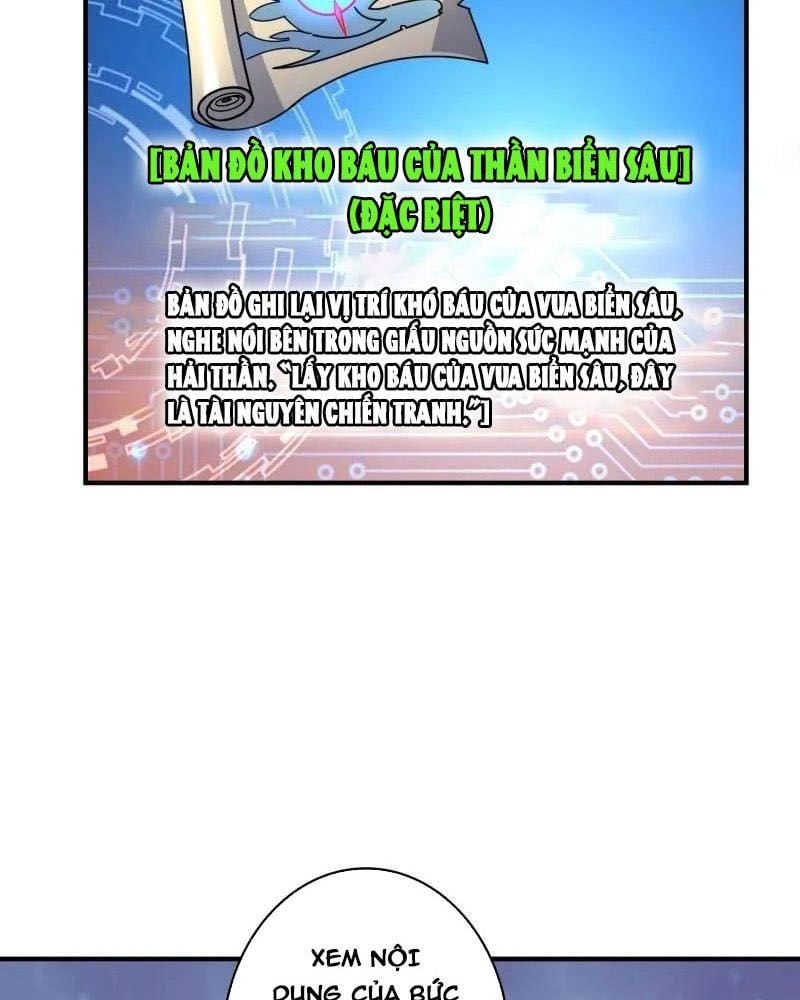 [BẢN ĐỒ KHO BÁU CỦA THẦN BIỂN SÂU]
(ĐẶC BIỆT)
BẢN ĐỒ GHI LẠI VỊ TRÍ KHÓ BÁU CỦA VUA BIỂN SÂU,
NGHE NÓI BÊN TRONG GIẤU NGUỒN SỨC MẠNH CỦA
HẢI THẦN. "LẤY KHO BÁU CỦA VUA BIỂN SÂU, ĐÂY
LÀ TÀI NGUYÊN CHIẾN TRANH."]
XEM NỘI
DUNG CỦA BỨC